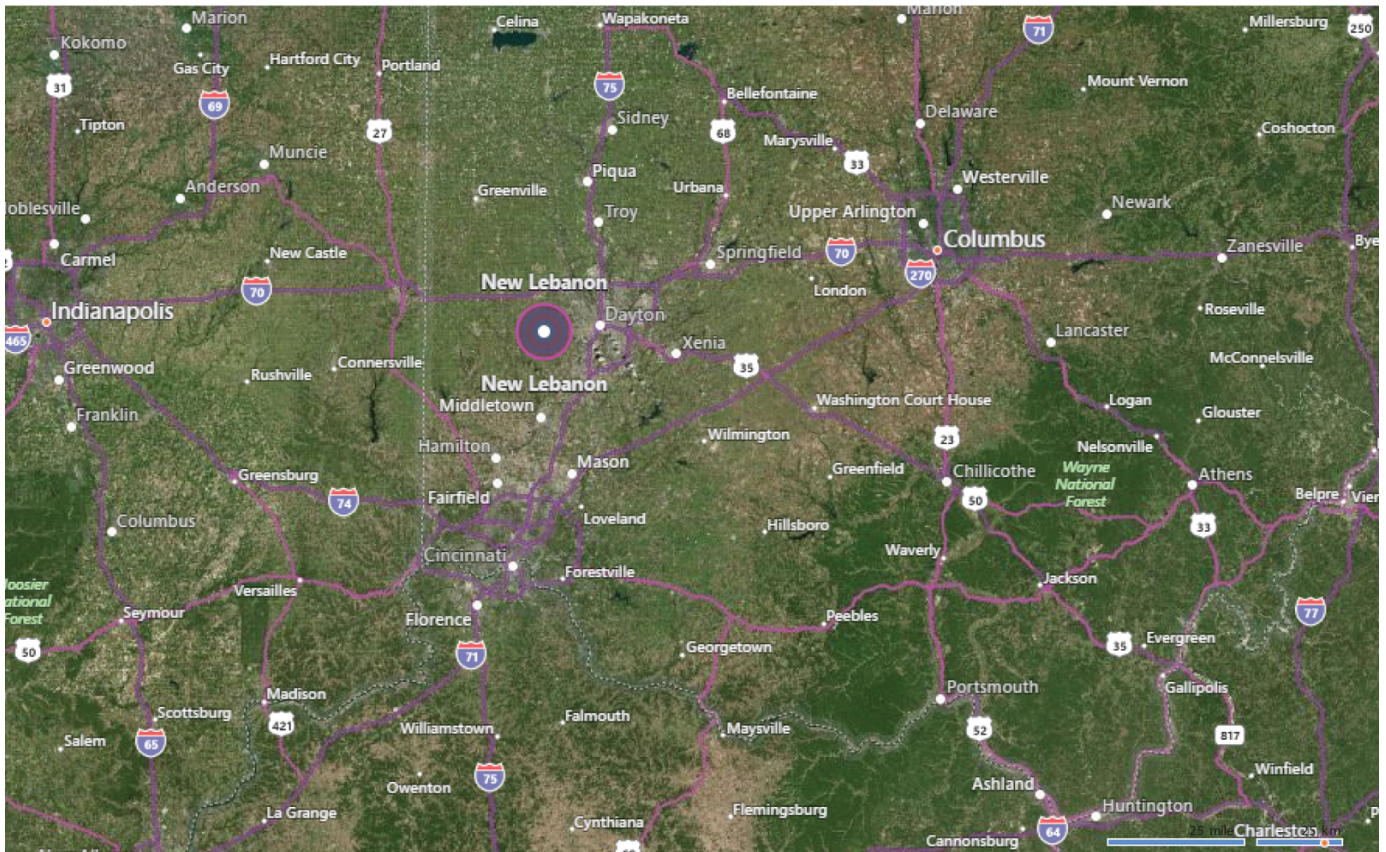 Marion
Celina
Wapakoneta
Marion
71
Millersburg
250
Kokomo
Gas City
Hartford City
Portland
31
69
75
Bellefontaine
Mount Vernon
Delaware
Tipton
27
Sidney
68
Marysville
33
Coshocton
Muncie
Anderson
Piqua
Greenville
Urbana
Westerville
Noblesville
Troy
Upper Arlington
Newark
Carmel
New Castle
Springfield
70
Columbus
Zanesville
Bye
270
70
New Lebanon
London
Indianapolis
Dayton
Roseville
465
Xenia
Lancaster
Greenwood
Rushville
Connersville
35
McConnelsville
New Lebanon
Franklin
Middletown
Washington Court House
Logan
Glouster
Hamilton
Wilmington
23
Nelsonville
Greensburg
Mason
Greenfield
Chillicothe
Wayne
National
Forest
Athens
74
Fairfield
50
Belpre
Vien
Columbus
Loveland
Hillsboro
33
Cincinnati
Waverly
Forestville
Jackson
Hoosier
National
Forest
Versailles
Seymour
Florence
Peebles
77
50
71
Georgetown
Evergreen
35
Madison
Portsmouth
Gallipolis
Scottsburg
421
Williamstown
Falmouth
Maysville
52
817
Salem
65
75
Owenton
Winfield
Ashland
La Grange
Flemingsburg
Huntington
Cynthiana
64
Cannonsburg
25 miles
Charleston
25 km